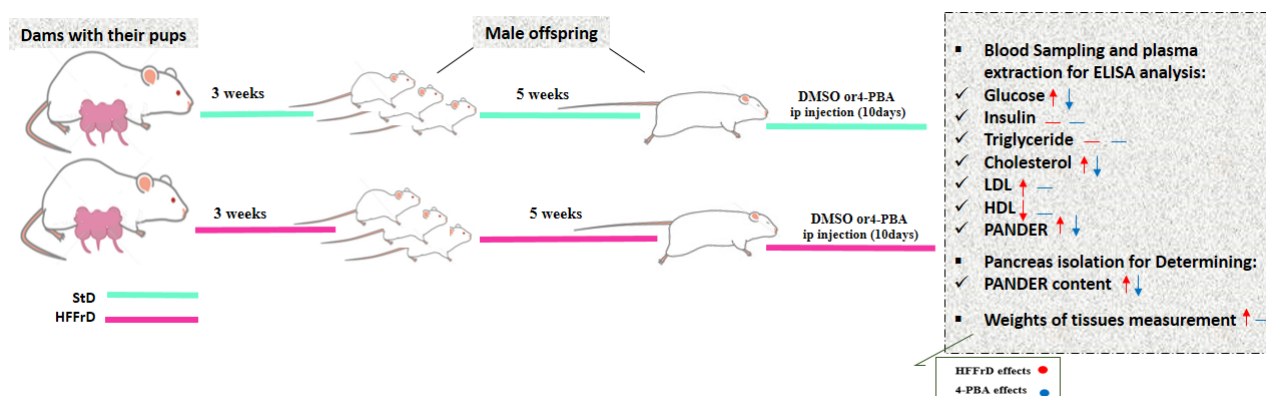 Dams with their pups
Male offspring
3 weeks
5 weeks
DMSO or4-PBA
ip injection (10days)
3 weeks
5 weeks
DMSO or4-PBA
ip injection (10days)
StD
HFFrD
▪ Blood Sampling and plasma
extraction for ELISA analysis:
✓ Glucose
✓ Insulin
✓ Triglyceride
✓ Cholesterol
✓ LDL
✓ HDL
✓ PANDER
▪ Pancreas isolation for Determining:
✓ PANDER content
▪ Weights of tissues measurement
HFFrD effects
4-PBA effects